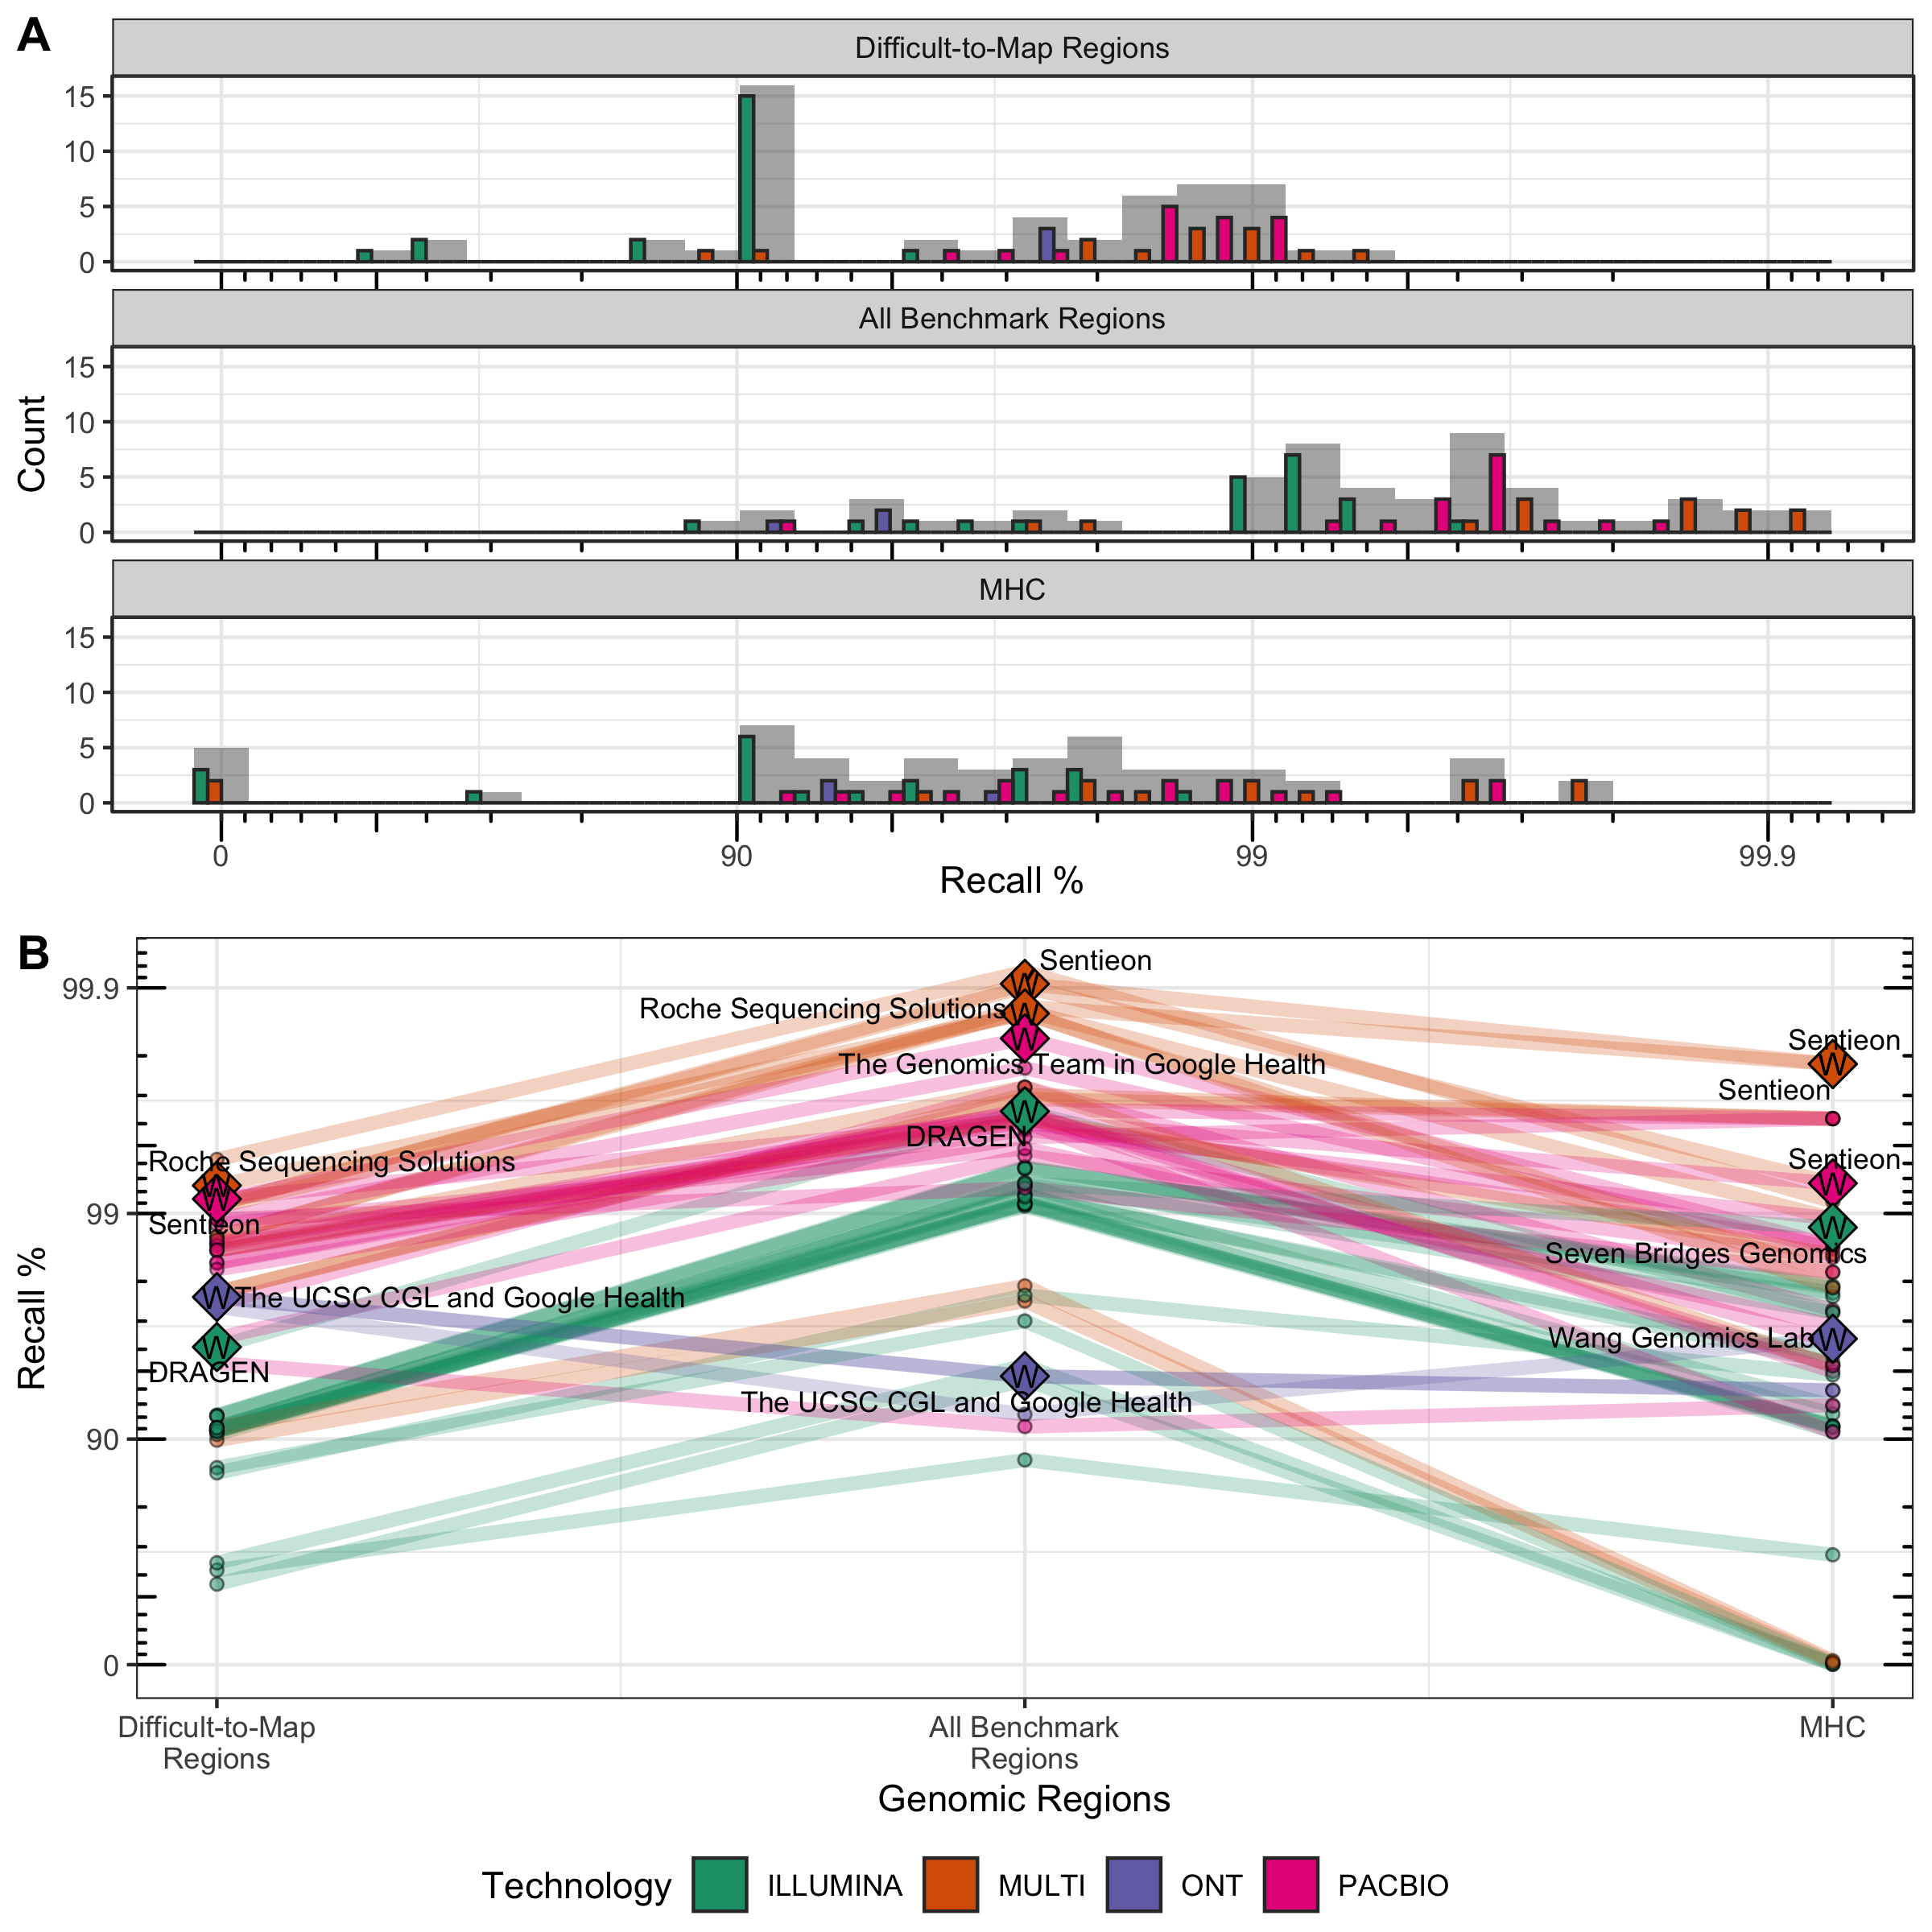 A
Difficult-to-Map Regions
15
10
5
0
All Benchmark Regions
15
10
5
0
Count
MHC
15
10
5
0
0 90 99 99.9
Recall %
B
99.9
99
90
0
Recall %
Sentieon
Roche Sequencing Solutions
W
W
W
The Genomics Team in Google Health
W
DRAGEN
Sentieon
W
Sentieon
Roche Sequencing Solutions
W
W
Sentieon
Sentieon
W
W
Seven Bridges Genomics
W
The UCSC CGL and Google Health
W
DRAGEN
Wang Genomics Lab
W
W
The UCSC CGL and Google Health
Difficult-to-Map
Regions
All Benchmark
Regions
MHC
Genomic Regions
Technology ILLUMINA MULTI ONT PACBIO